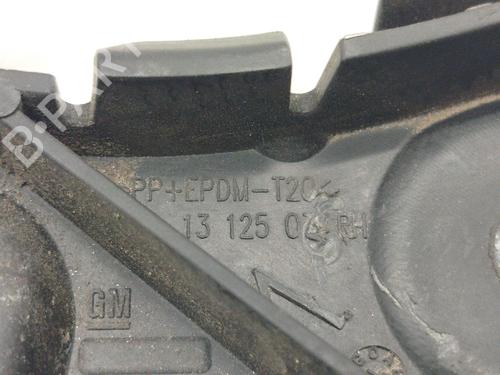 B-PARTS
PP+EPDM-T20<
13 125 07 RH
GM